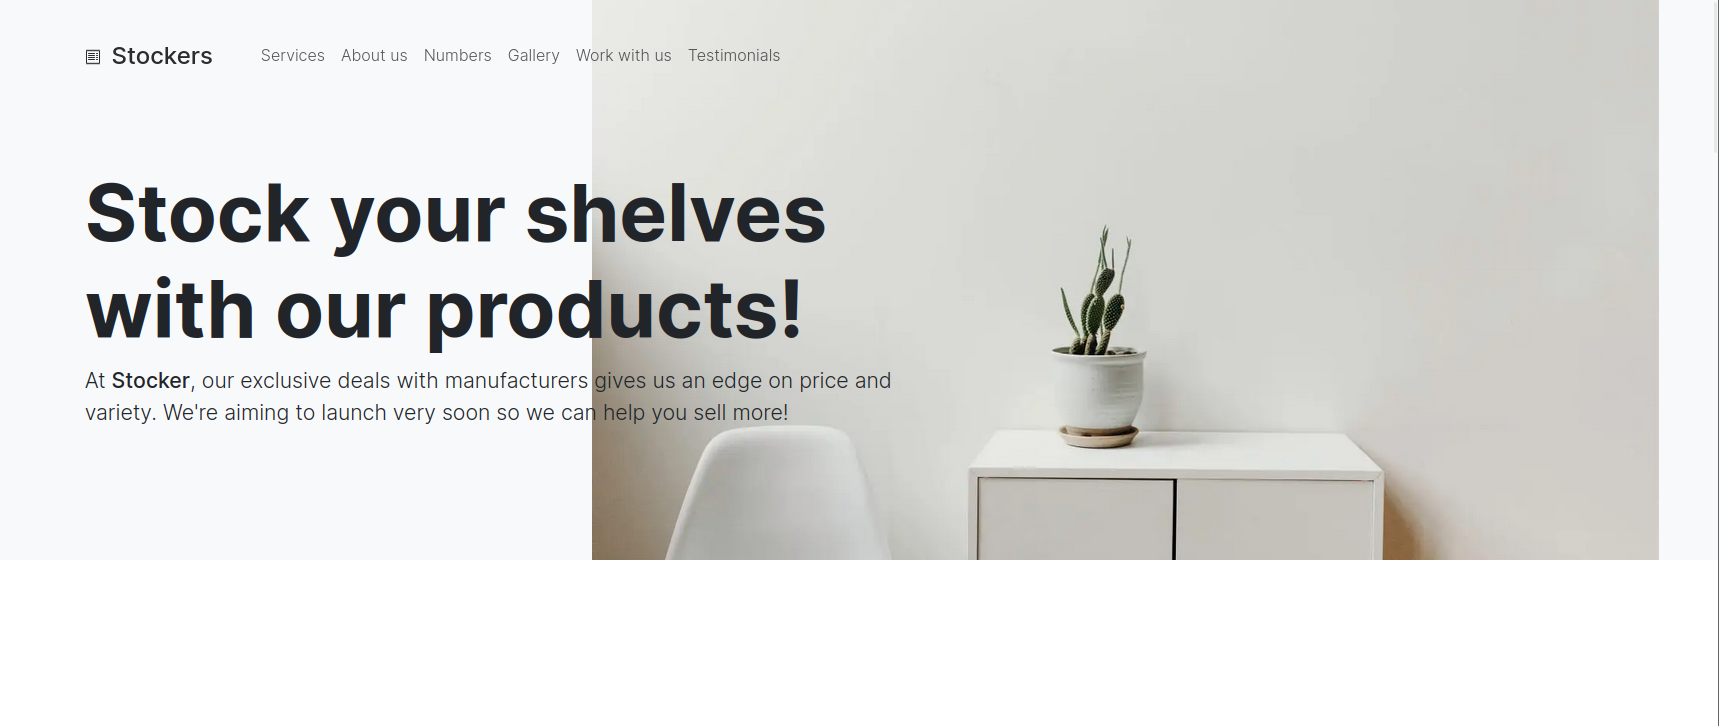 Stockers
Services About us Numbers Gallery Work with us Testimonials
Stock your shelves
with our products!
At Stocker, our exclusive deals with manufacturers gives us an edge on price and
variety. We're aiming to launch very soon so we can help you sell more!